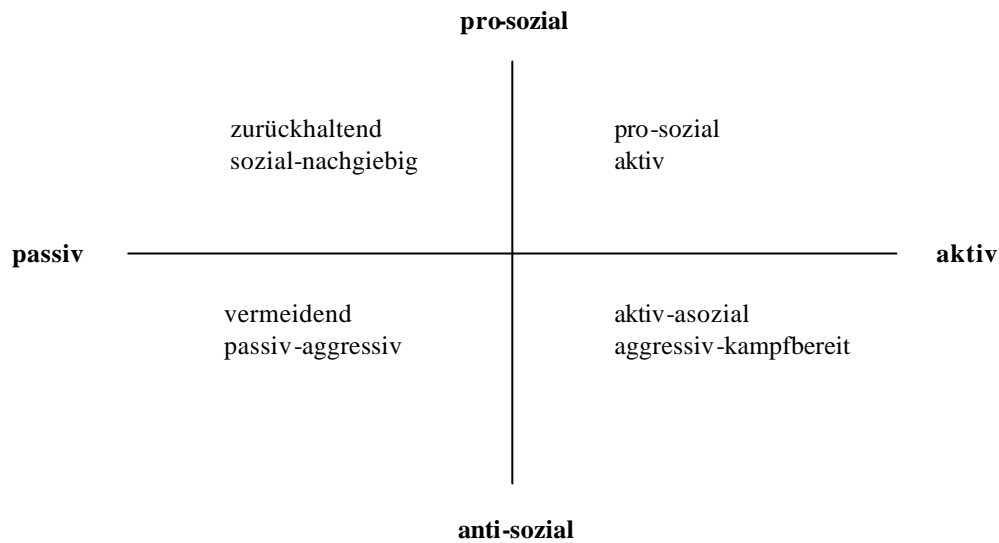 pro-sozial
zurückhaltend
sozial-nachgiebig
pro-sozial
aktiv
passiv
aktiv
vermeidend
passiv-aggressiv
aktiv-asozial
aggressiv-kampfbereit
anti-sozial